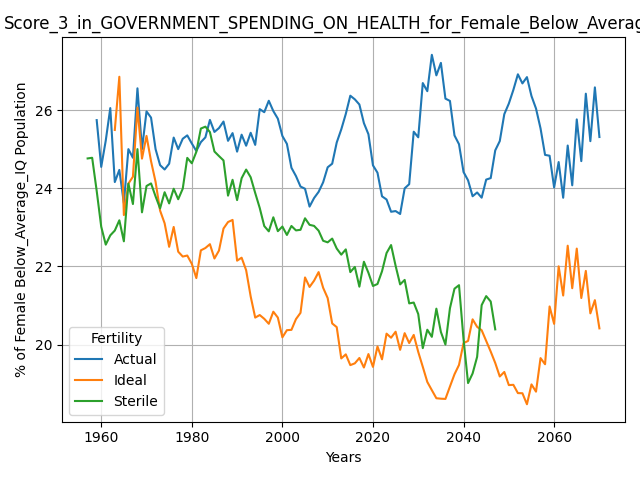 Score_3_in_GOVERNMENT_SPENDING_ON_HEALTH_for_Female_Below_Averag
% of Female Below_Average_IQ Population
26
24
22
20
Fertility
Actual
Ideal
Sterile
1960 1980 2000 2020 2040 2060
Years